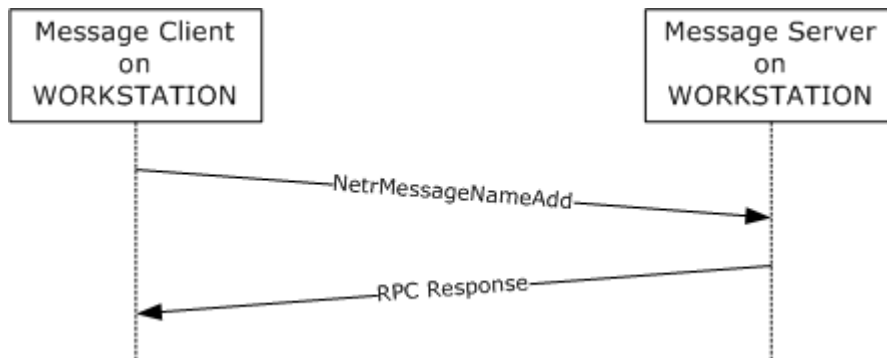 Message Client
on
WORKSTATION
Message Server
on
WORKSTATION
NetrMessageNameAdd
RPC Response